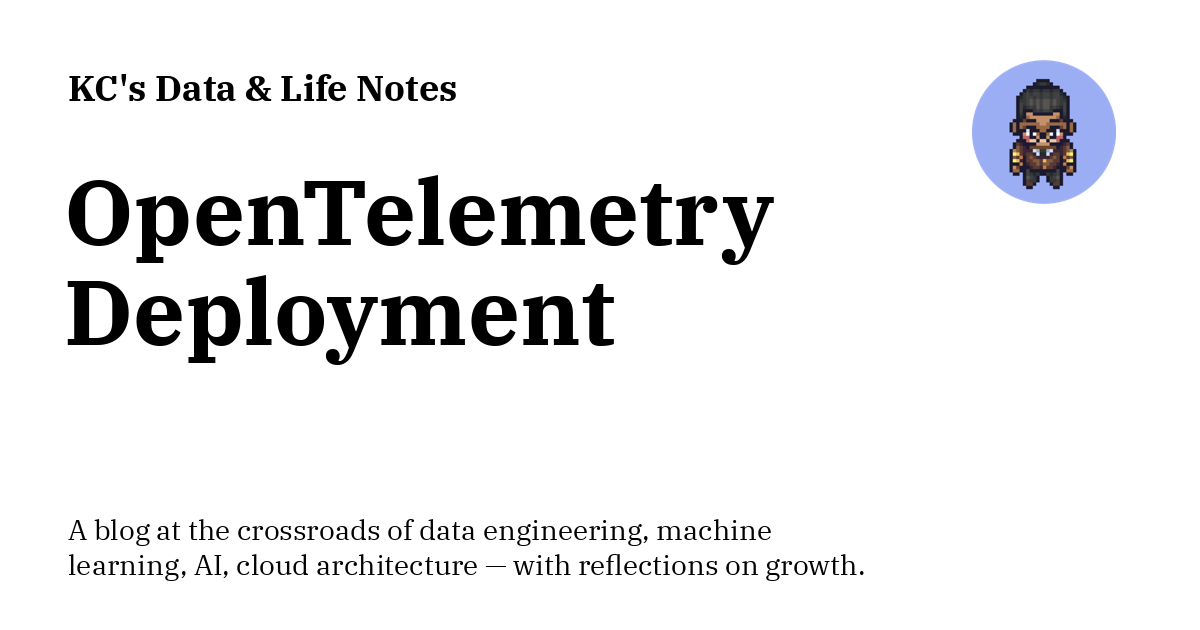 KC's Data & Life Notes
OpenTelemetry
Deployment
A blog at the crossroads of data engineering, machine
learning, AI, cloud architecture — with reflections on growth.